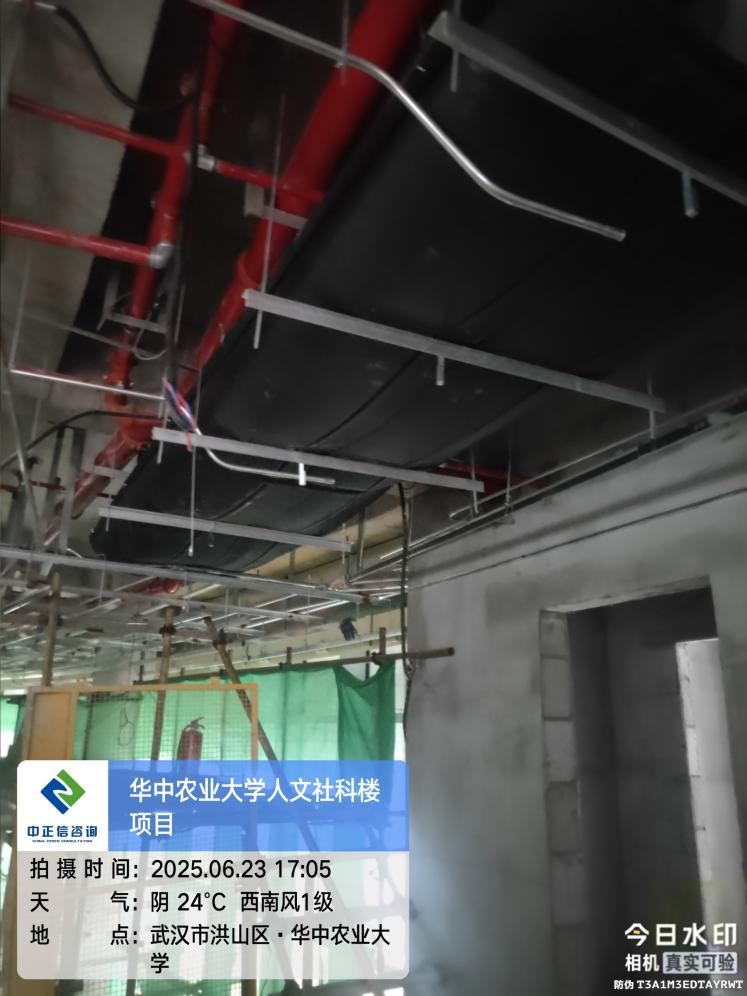 华中农业大学人文社科楼
项目
中正信咨询
拍摄时间：2025.06.23 17:05
天气：阴 24°C 西南风1级
地点：武汉市洪山区·华中农业大
学
今日水印
相机 真实可验
防伪 T3A1M3EDTAYRWT